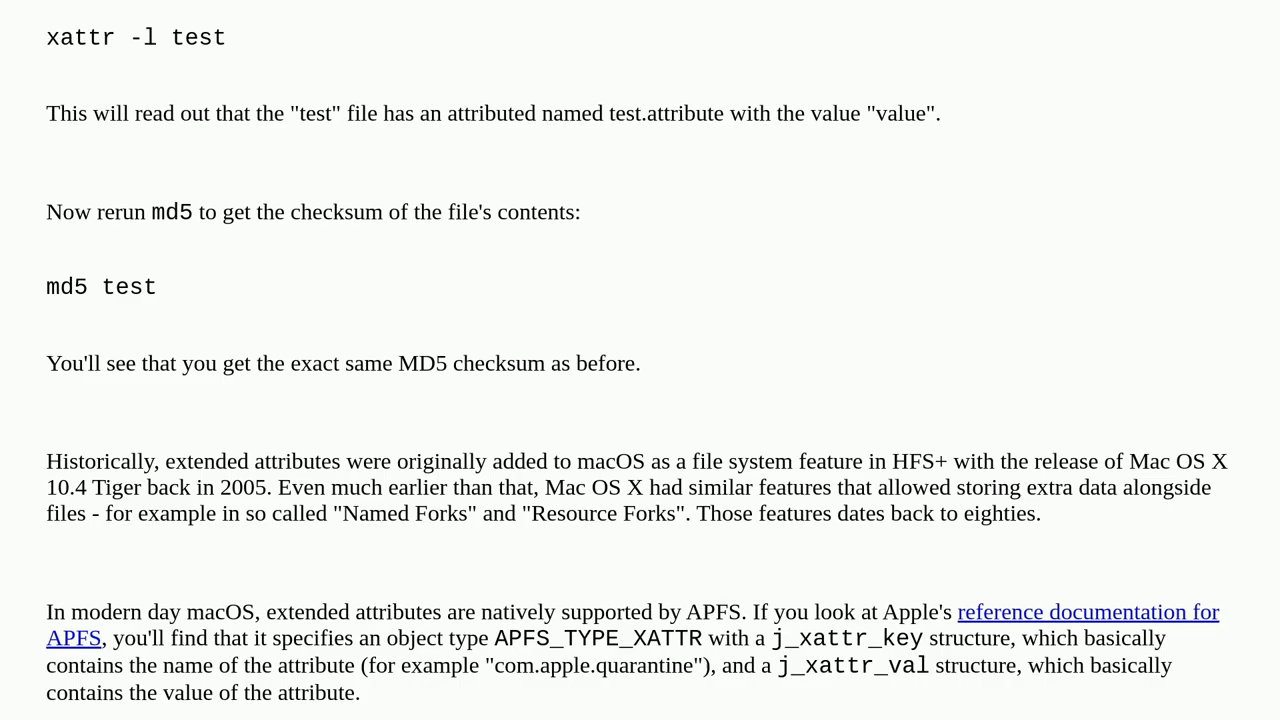 xattr -l test
This will read out that the "test" file has an attributed named test.attribute with the value "value".
Now rerun md5 to get the checksum of the file's contents:
md5 test
You'll see that you get the exact same MD5 checksum as before.
Historically, extended attributes were originally added to macOS as a file system feature in HFS+ with the release of Mac OS X
10.4 Tiger back in 2005. Even much earlier than that, Mac OS X had similar features that allowed storing extra data alongside
files - for example in so called "Named Forks" and "Resource Forks". Those features dates back to eighties.
In modern day macOS, extended attributes are natively supported by APFS. If you look at Apple's reference documentation for
APFS, you'll find that it specifies an object type APFS_TYPE_XATTR with a j_xattr_key structure, which basically
contains the name of the attribute (for example "com.apple.quarantine"), and a j_xattr_val structure, which basically
contains the value of the attribute.